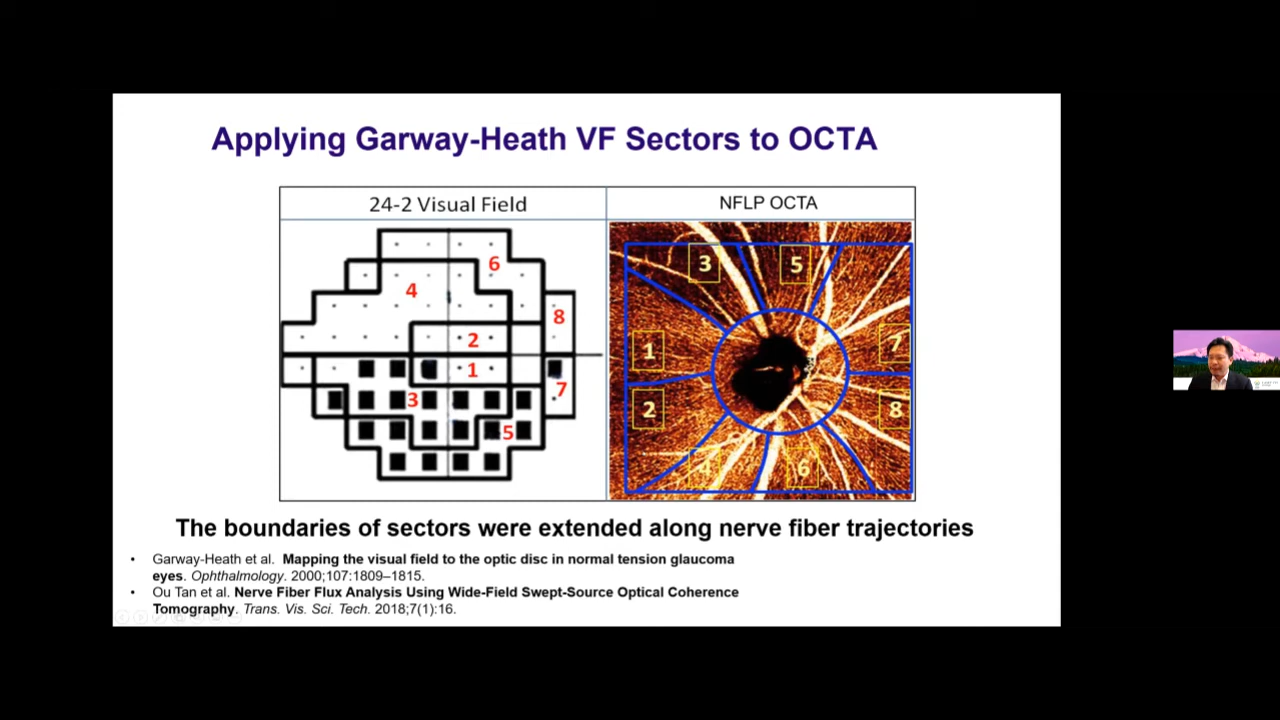 Applying Garway-Heath VF Sectors to OCTA
24-2 Visual Field
NFLP OCTA
6
4
8
2
1
7
3
5
3
5
1
7
2
8
4
6
The boundaries of sectors were extended along nerve fiber trajectories
• Garway-Heath et al. Mapping the visual field to the optic disc in normal tension glaucoma
eyes. Ophthalmology. 2000;107:1809–1815.
• Ou Tan et al. Nerve Fiber Flux Analysis Using Wide-Field Swept-Source Optical Coherence
Tomography. Trans. Vis. Sci. Tech. 2018;7(1):16.